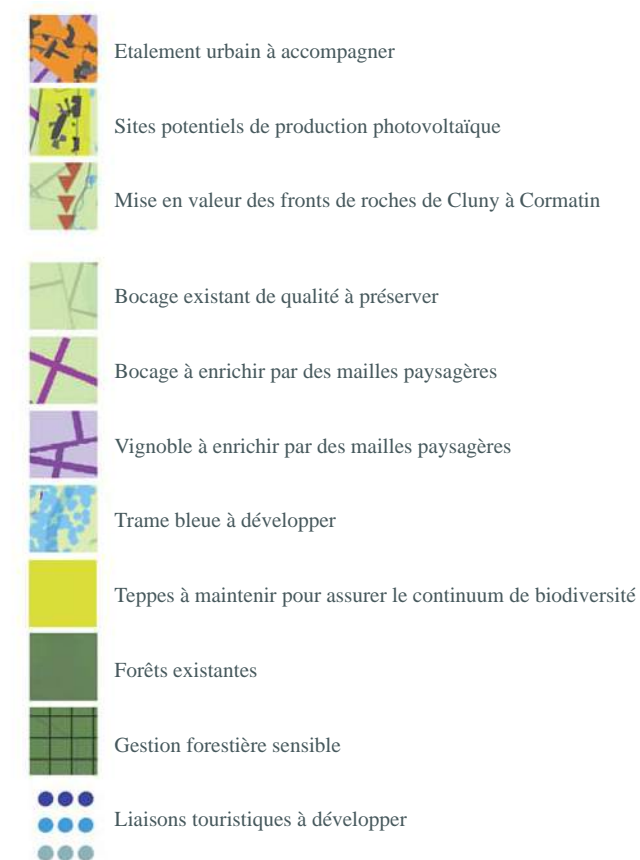 Etalement urbain à accompagner
Sites potentiels de production photovoltaïque
Mise en valeur des fronts de roches de Cluny à Cormatin
Bocage existant de qualité à préserver
Bocage à enrichir par des mailles paysagères
Vignoble à enrichir par des mailles paysagères
Trame bleue à développer
Teppes à maintenir pour assurer le continuum de biodiversité
Forêts existantes
Gestion forestière sensible
Liaisons touristiques à développer